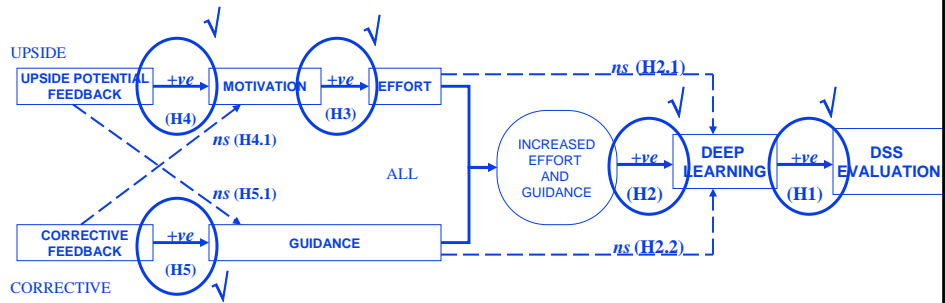 √
√
UPSIDE
ns (H2.1)
UPSIDE POTENTIAL
FEEDBACK
+ve
(H4)
MOTIVATION
+ve
(H3)
EFFORT
√
√
ns (H4.1)
INCREASED
EFFORT
AND
GUIDANCE
+ve
(H2)
DEEP
LEARNING
+ve
(H1)
DSS
EVALUATION
ALL
ns (H5.1)
CORRECTIVE
FEEDBACK
+ve
(H5)
GUIDANCE
ns (H2.2)
CORRECTIVE
√